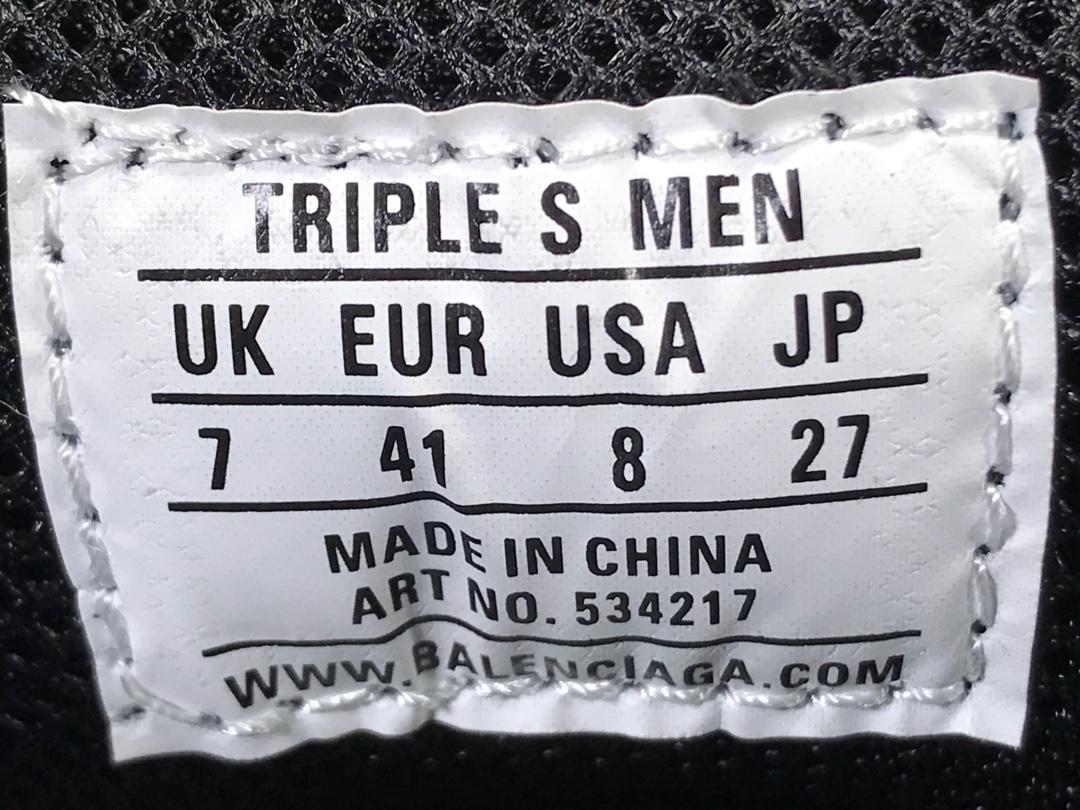 TRIPLE S MEN
UK EUR USA JP
7 41 8 27
MADE IN CHINA
ART NO. 534217
WWW.BALENCIAGA.COM